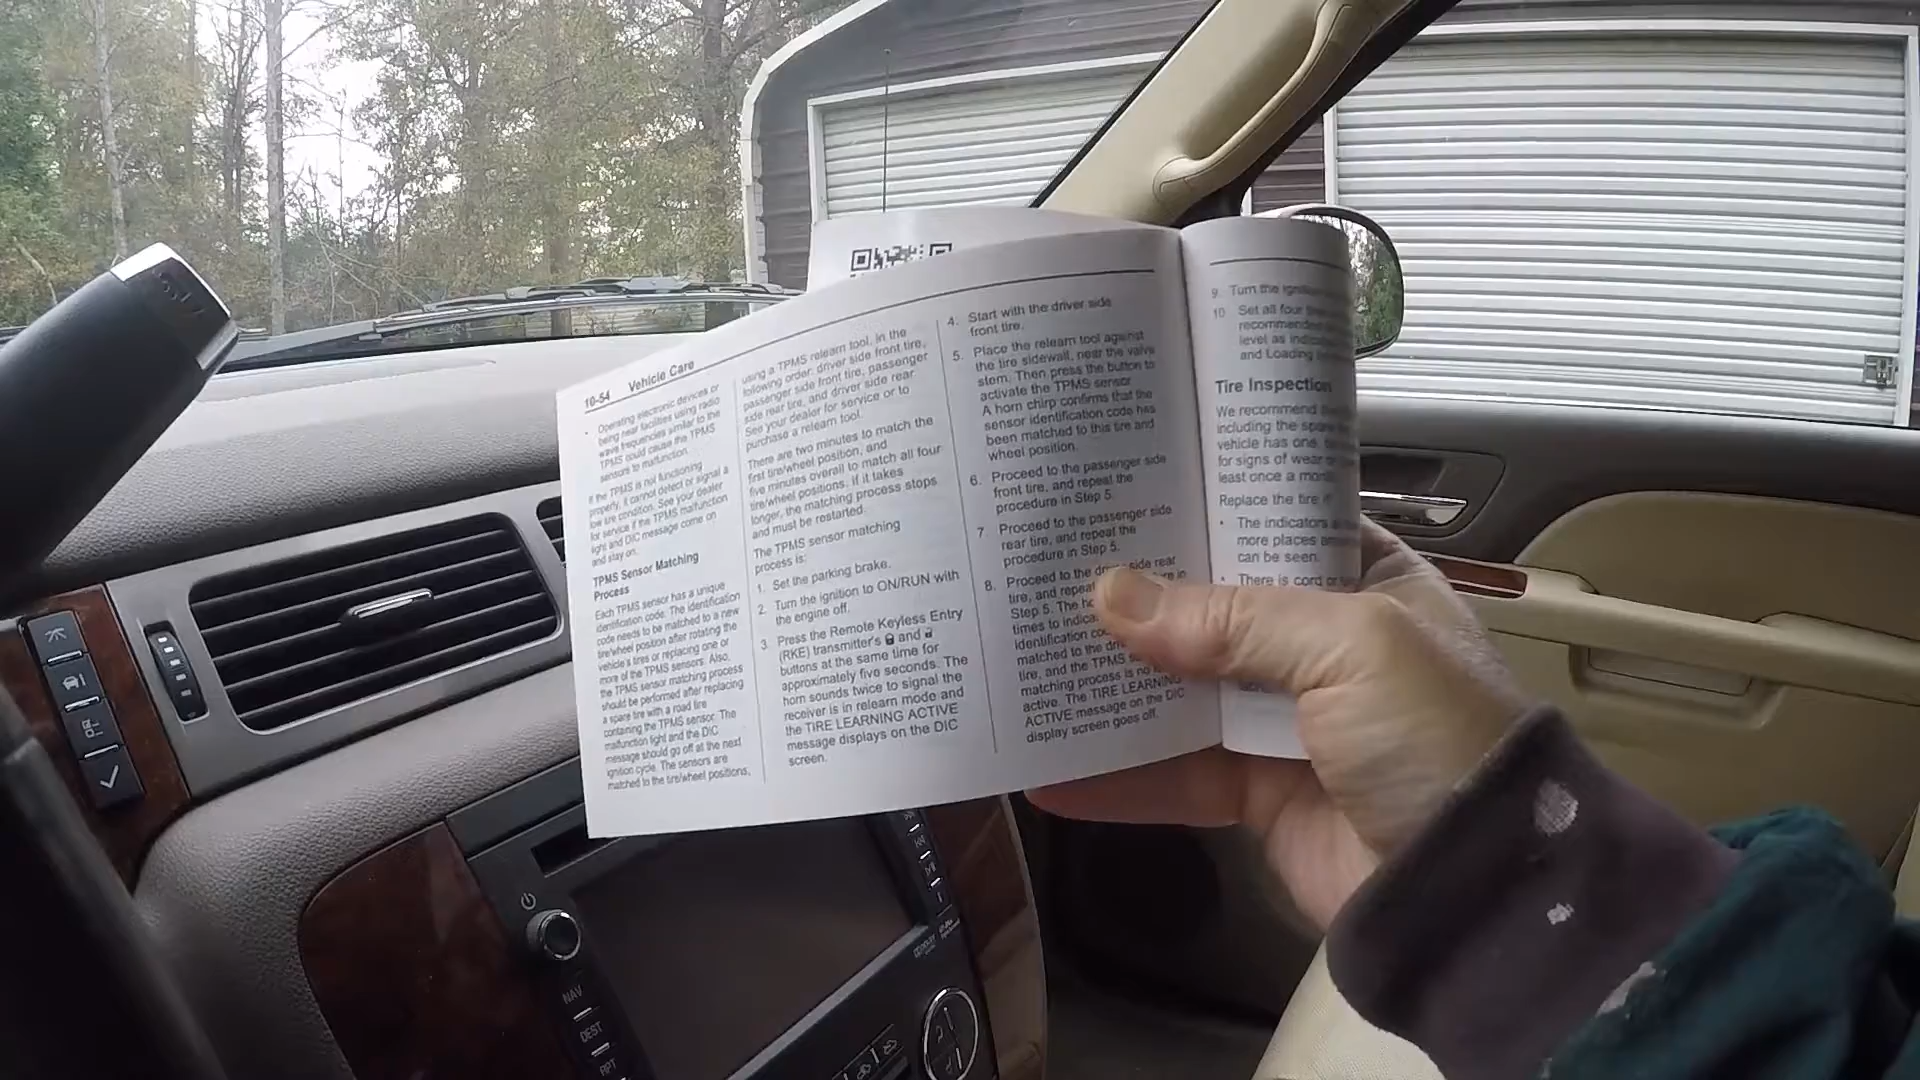 10-54 Vehicle Care
• Operating electronic devices or
being near facilities using radio
wave frequencies similar to the
TPMS could cause the TPMS
sensors to malfunction.
If the TPMS is not functioning
properly, it cannot detect or signal a
low tire condition. See your dealer
for service if the TPMS malfunction
light and DIC message come on
and stay on.
TPMS Sensor Matching
Process
Each TPMS sensor has a unique
identification code. The identification
code needs to be matched to a new
tire/wheel position after rotating the
vehicle's tires or replacing one or
more of the TPMS sensors. Also,
the TPMS sensor matching process
should be performed after replacing
a spare tire with a road tire
containing the TPMS sensor. The
malfunction light and the DIC
message should go off at the next
ignition cycle. The sensors are
matched to the tire/wheel positions,
using a TPMS relearn tool, in the
following order: driver side front tire,
passenger side front tire, passenger
side rear tire, and driver side rear.
See your dealer for service or to
purchase a relearn tool.
There are two minutes to match the
first tire/wheel position, and
five minutes overall to match all four
tire/wheel positions. If it takes
longer, the matching process stops
and must be restarted.
The TPMS sensor matching
process is:
1. Set the parking brake.
2. Turn the ignition to ON/RUN with
the engine off.
3. Press the Remote Keyless Entry
(RKE) transmitter's and
buttons at the same time for
approximately five seconds. The
horn sounds twice to signal the
receiver is in relearn mode and
the TIRE LEARNING ACTIVE
message displays on the DIC
screen.
4. Start with the driver side
front tire.
5. Place the relearn tool against
the tire sidewall, near the valve
stem. Then press the button to
activate the TPMS sensor.
A horn chirp confirms that the
sensor identification code has
been matched to this tire and
wheel position.
6. Proceed to the passenger side
front tire, and repeat the
procedure in Step 5.
7. Proceed to the passenger side
rear tire, and repeat the
procedure in Step 5.
8. Proceed to the side rear
tire, and repeat in
Step 5. The
times to
identification
matched to the
tire, and the TPMS
matching process is no
active. The TIRE LEARNING
ACTIVE message on the DIC
display screen goes off.
9. Turn the
10. Set all four
recommended
level as
and Loading
Tire Inspection
We recommend
including the
vehicle has one,
for signs of wear
least once a
Replace the tire
• The indicators
more places
can be seen.
• There is cord or
NAV
DEST
RPT